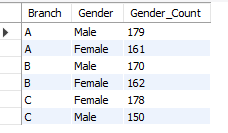 Branch Gender Gender_Count
A Male 179
A Female 161
B Male 170
B Female 162
C Female 178
C Male 150